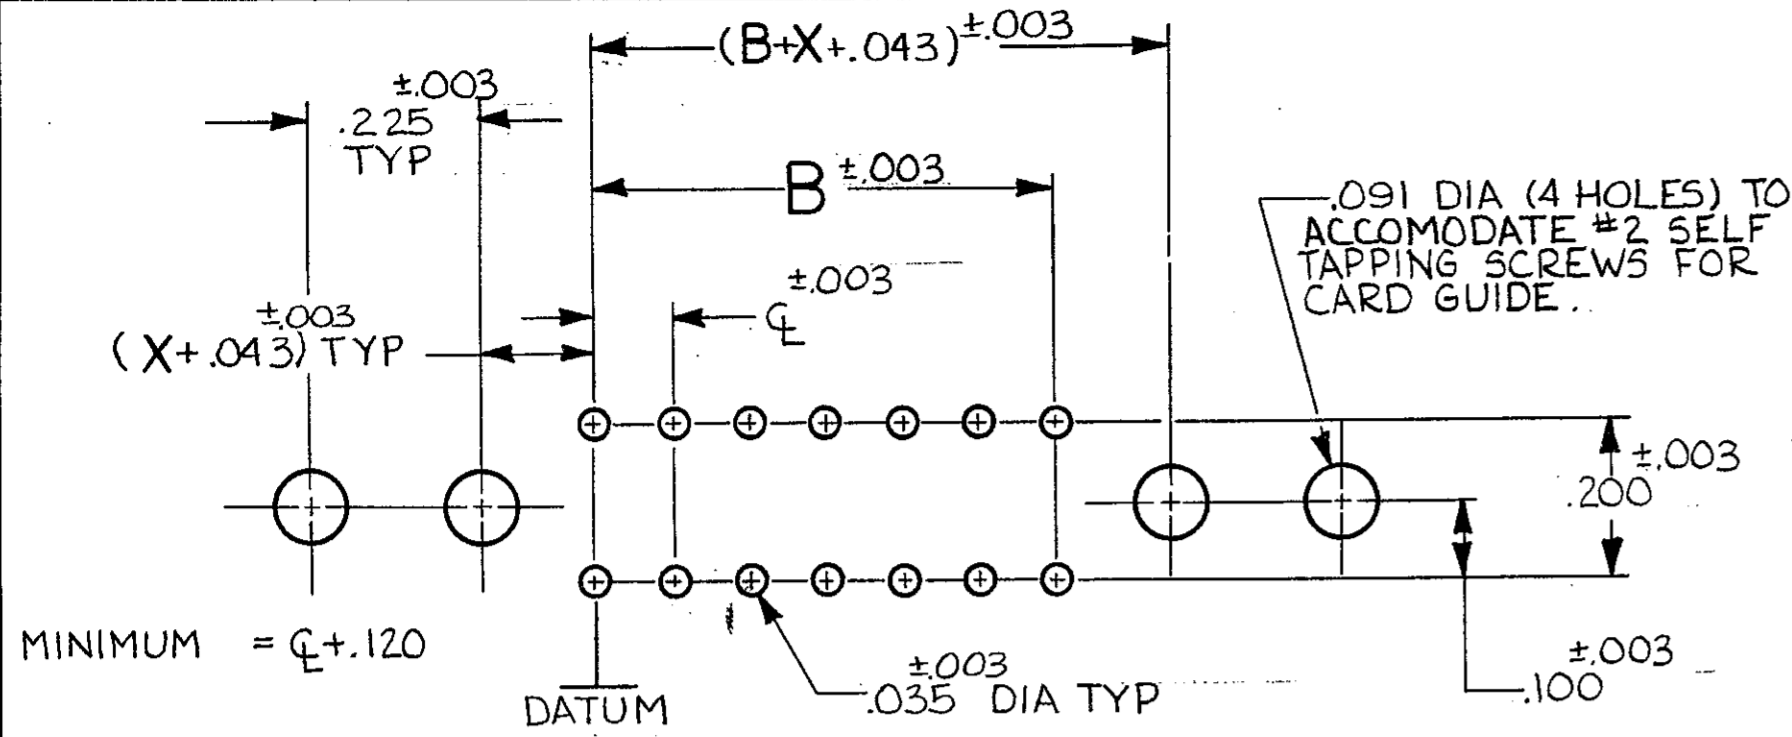 (B+X+.043)±.003
±.003
.225
TYP
B ±.003
.091 DIA (4 HOLES) TO
ACCOMODATE #2 SELF
TAPPING SCREWS FOR
CARD GUIDE..
±.003
℄
±.003
(X+.043) TYP
±.003
.200
MINIMUM = ℄+.120
±.003
.035 DIA TYP
±.003
.100
DATUM